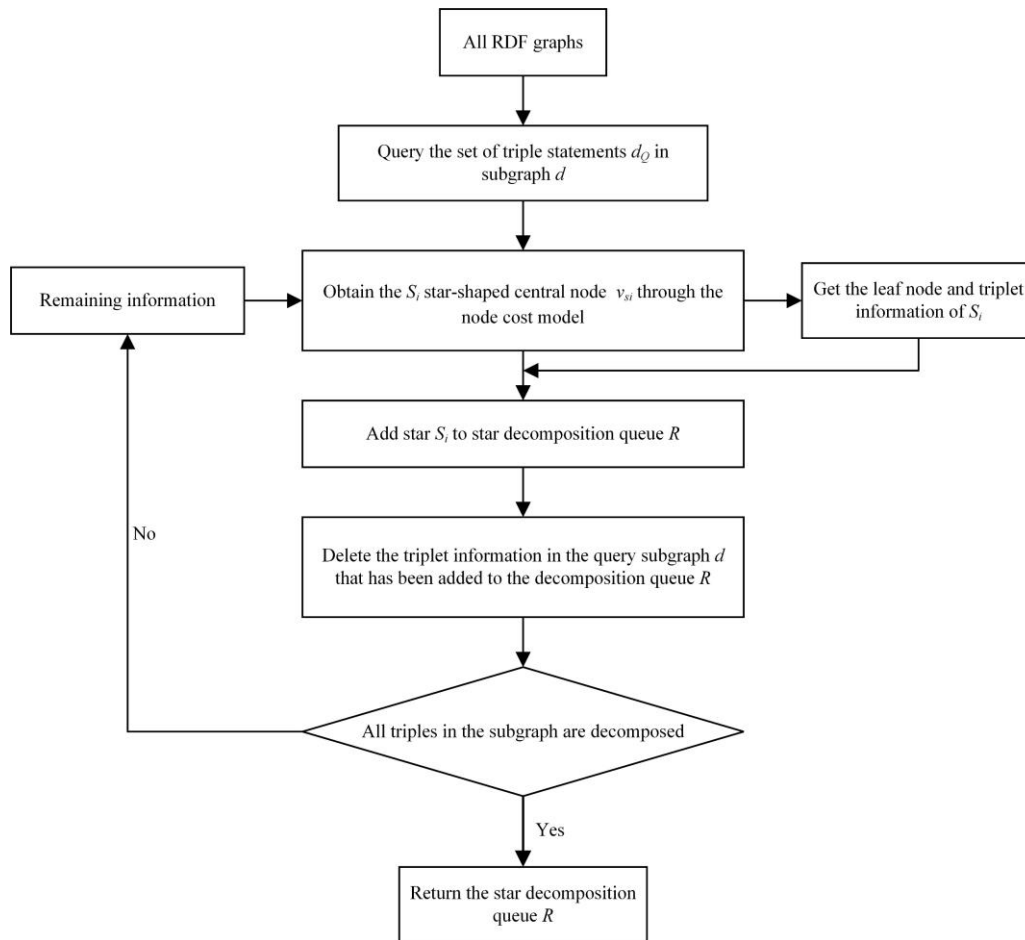 All RDF graphs
Query the set of triple statements d_Q in
subgraph d
Remaining information
Obtain the S_i star-shaped central node v_si through the
node cost model
Get the leaf node and triplet
information of S_i
Add star S_i to star decomposition queue R
No
Delete the triplet information in the query subgraph d
that has been added to the decomposition queue R
All triples in the subgraph are decomposed
Yes
Return the star decomposition
queue R